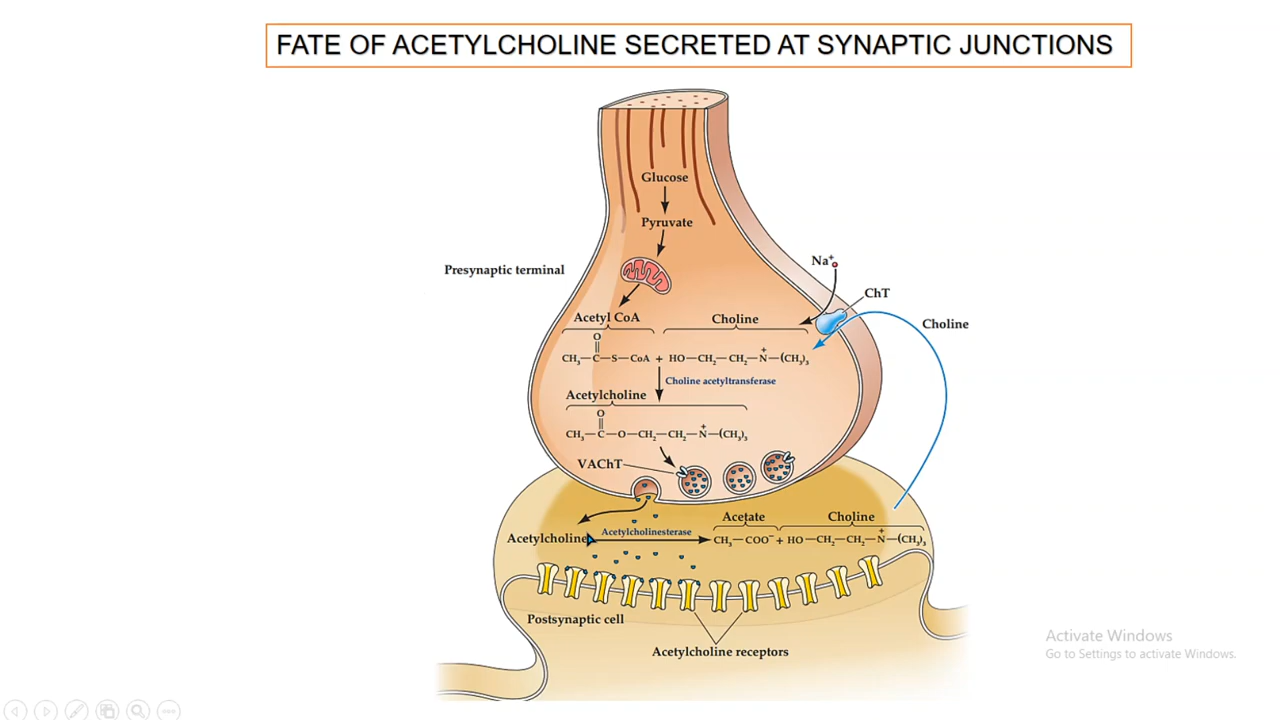 FATE OF ACETYLCHOLINE SECRETED AT SYNAPTIC JUNCTIONS
Glucose
Pyruvate
Presynaptic terminal
Na+
ChT
Choline
Acetyl CoA
Choline
O
CH3—C—S—CoA + HO—CH2—CH2—N+—(CH3)3
Choline acetyltransferase
Acetylcholine
O
CH3—C—O—CH2—CH2—N+—(CH3)3
VAChT
Acetate
Choline
Acetylcholine
Acetylcholinesterase
CH3—COO− + HO—CH2—CH2—N+—(CH3)3
Postsynaptic cell
Acetylcholine receptors
Activate Windows
Go to Settings to activate Windows.